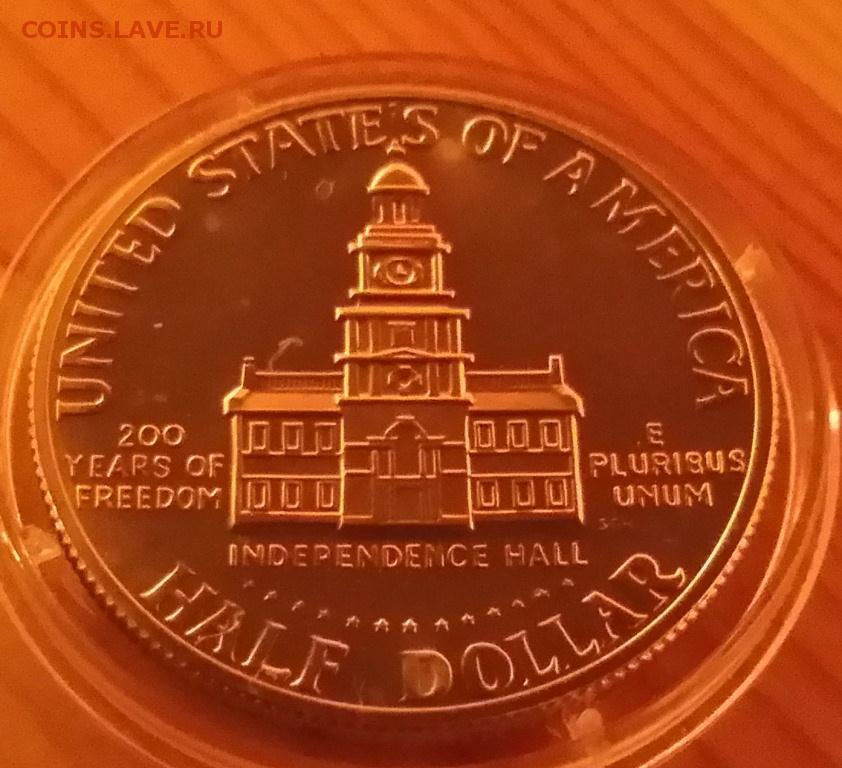 COINS.LAVE.RU
UNITED STATES OF AMERICA
200
YEARS OF
FREEDOM
E
PLURIBUS
UNUM
INDEPENDENCE HALL
HALF DOLLAR